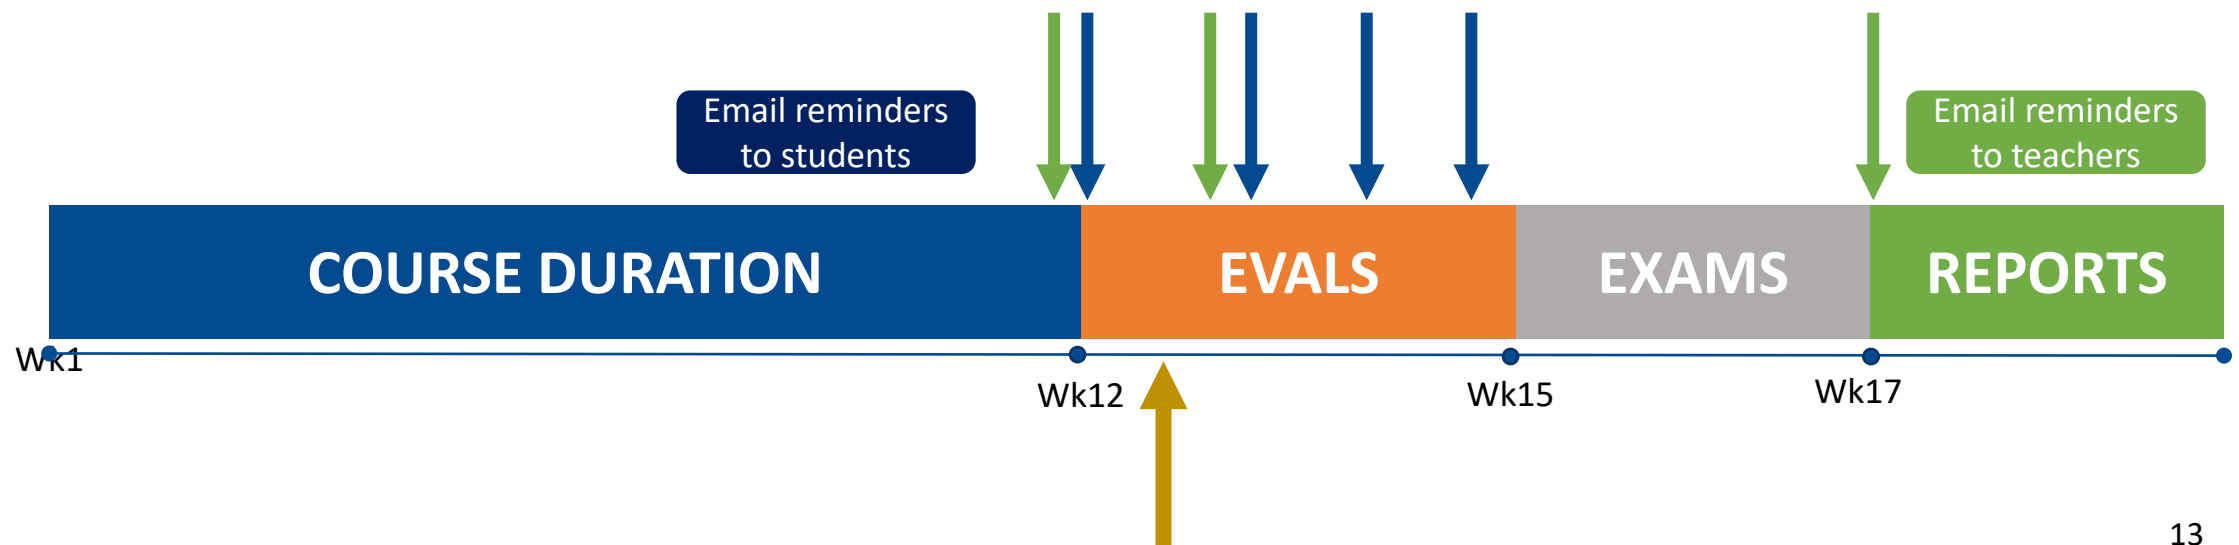 Email reminders
to students
Email reminders
to teachers
COURSE DURATION
EVALS
EXAMS
REPORTS
Wk1
Wk12
Wk15
Wk17
13